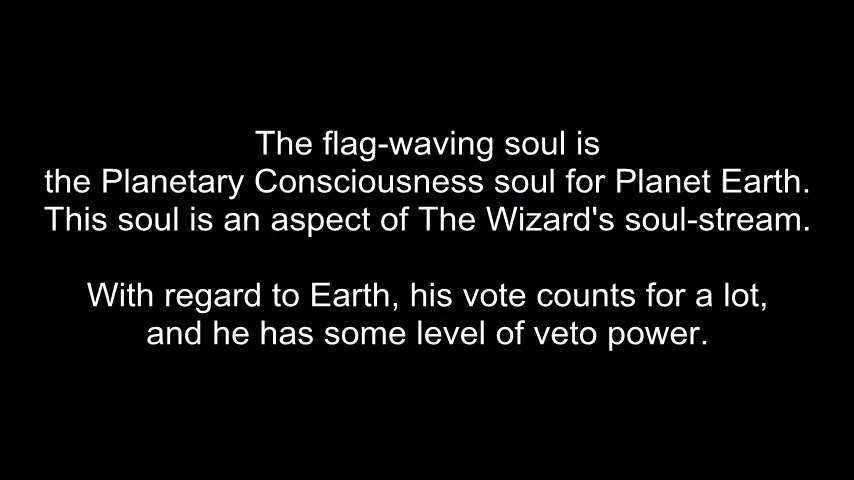 The flag-waving soul is
the Planetary Consciousness soul for Planet Earth.
This soul is an aspect of The Wizard's soul-stream.
With regard to Earth, his vote counts for a lot,
and he has some level of veto power.